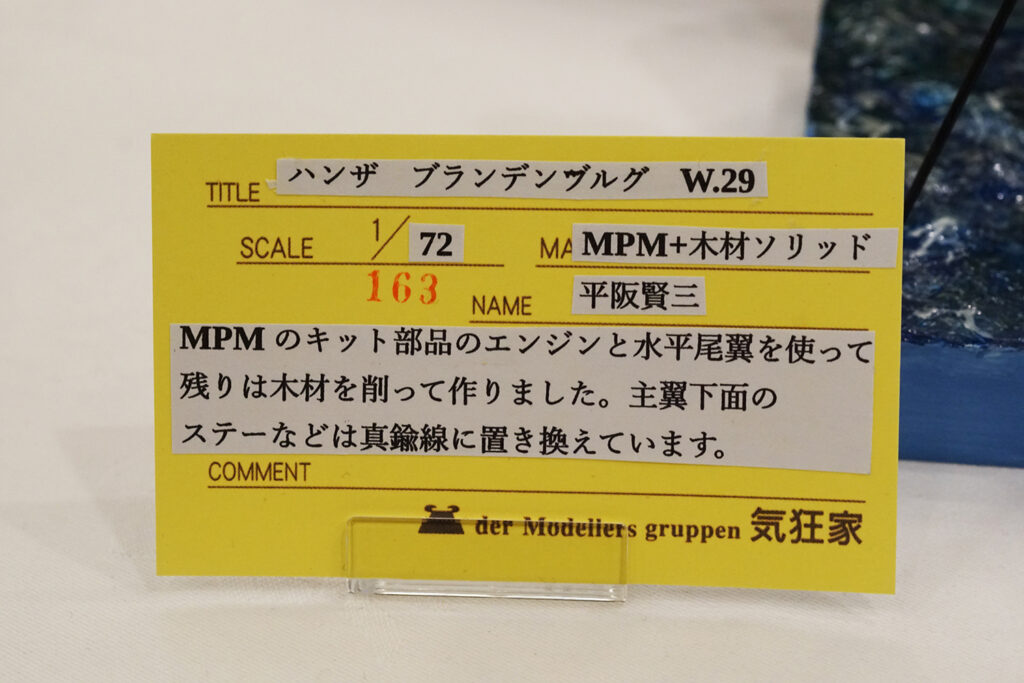 TITLE ハンザ ブランデンヴルグ W.29
SCALE 1/72 MA MPM+木材ソリッド
163
NAME 平阪賢三
MPMのキット部品のエンジンと水平尾翼を使って
残りは木材を削って作りました。主翼下面の
ステーなどは真鍮線に置き換えています。
COMMENT
der Modellers gruppen 気狂家